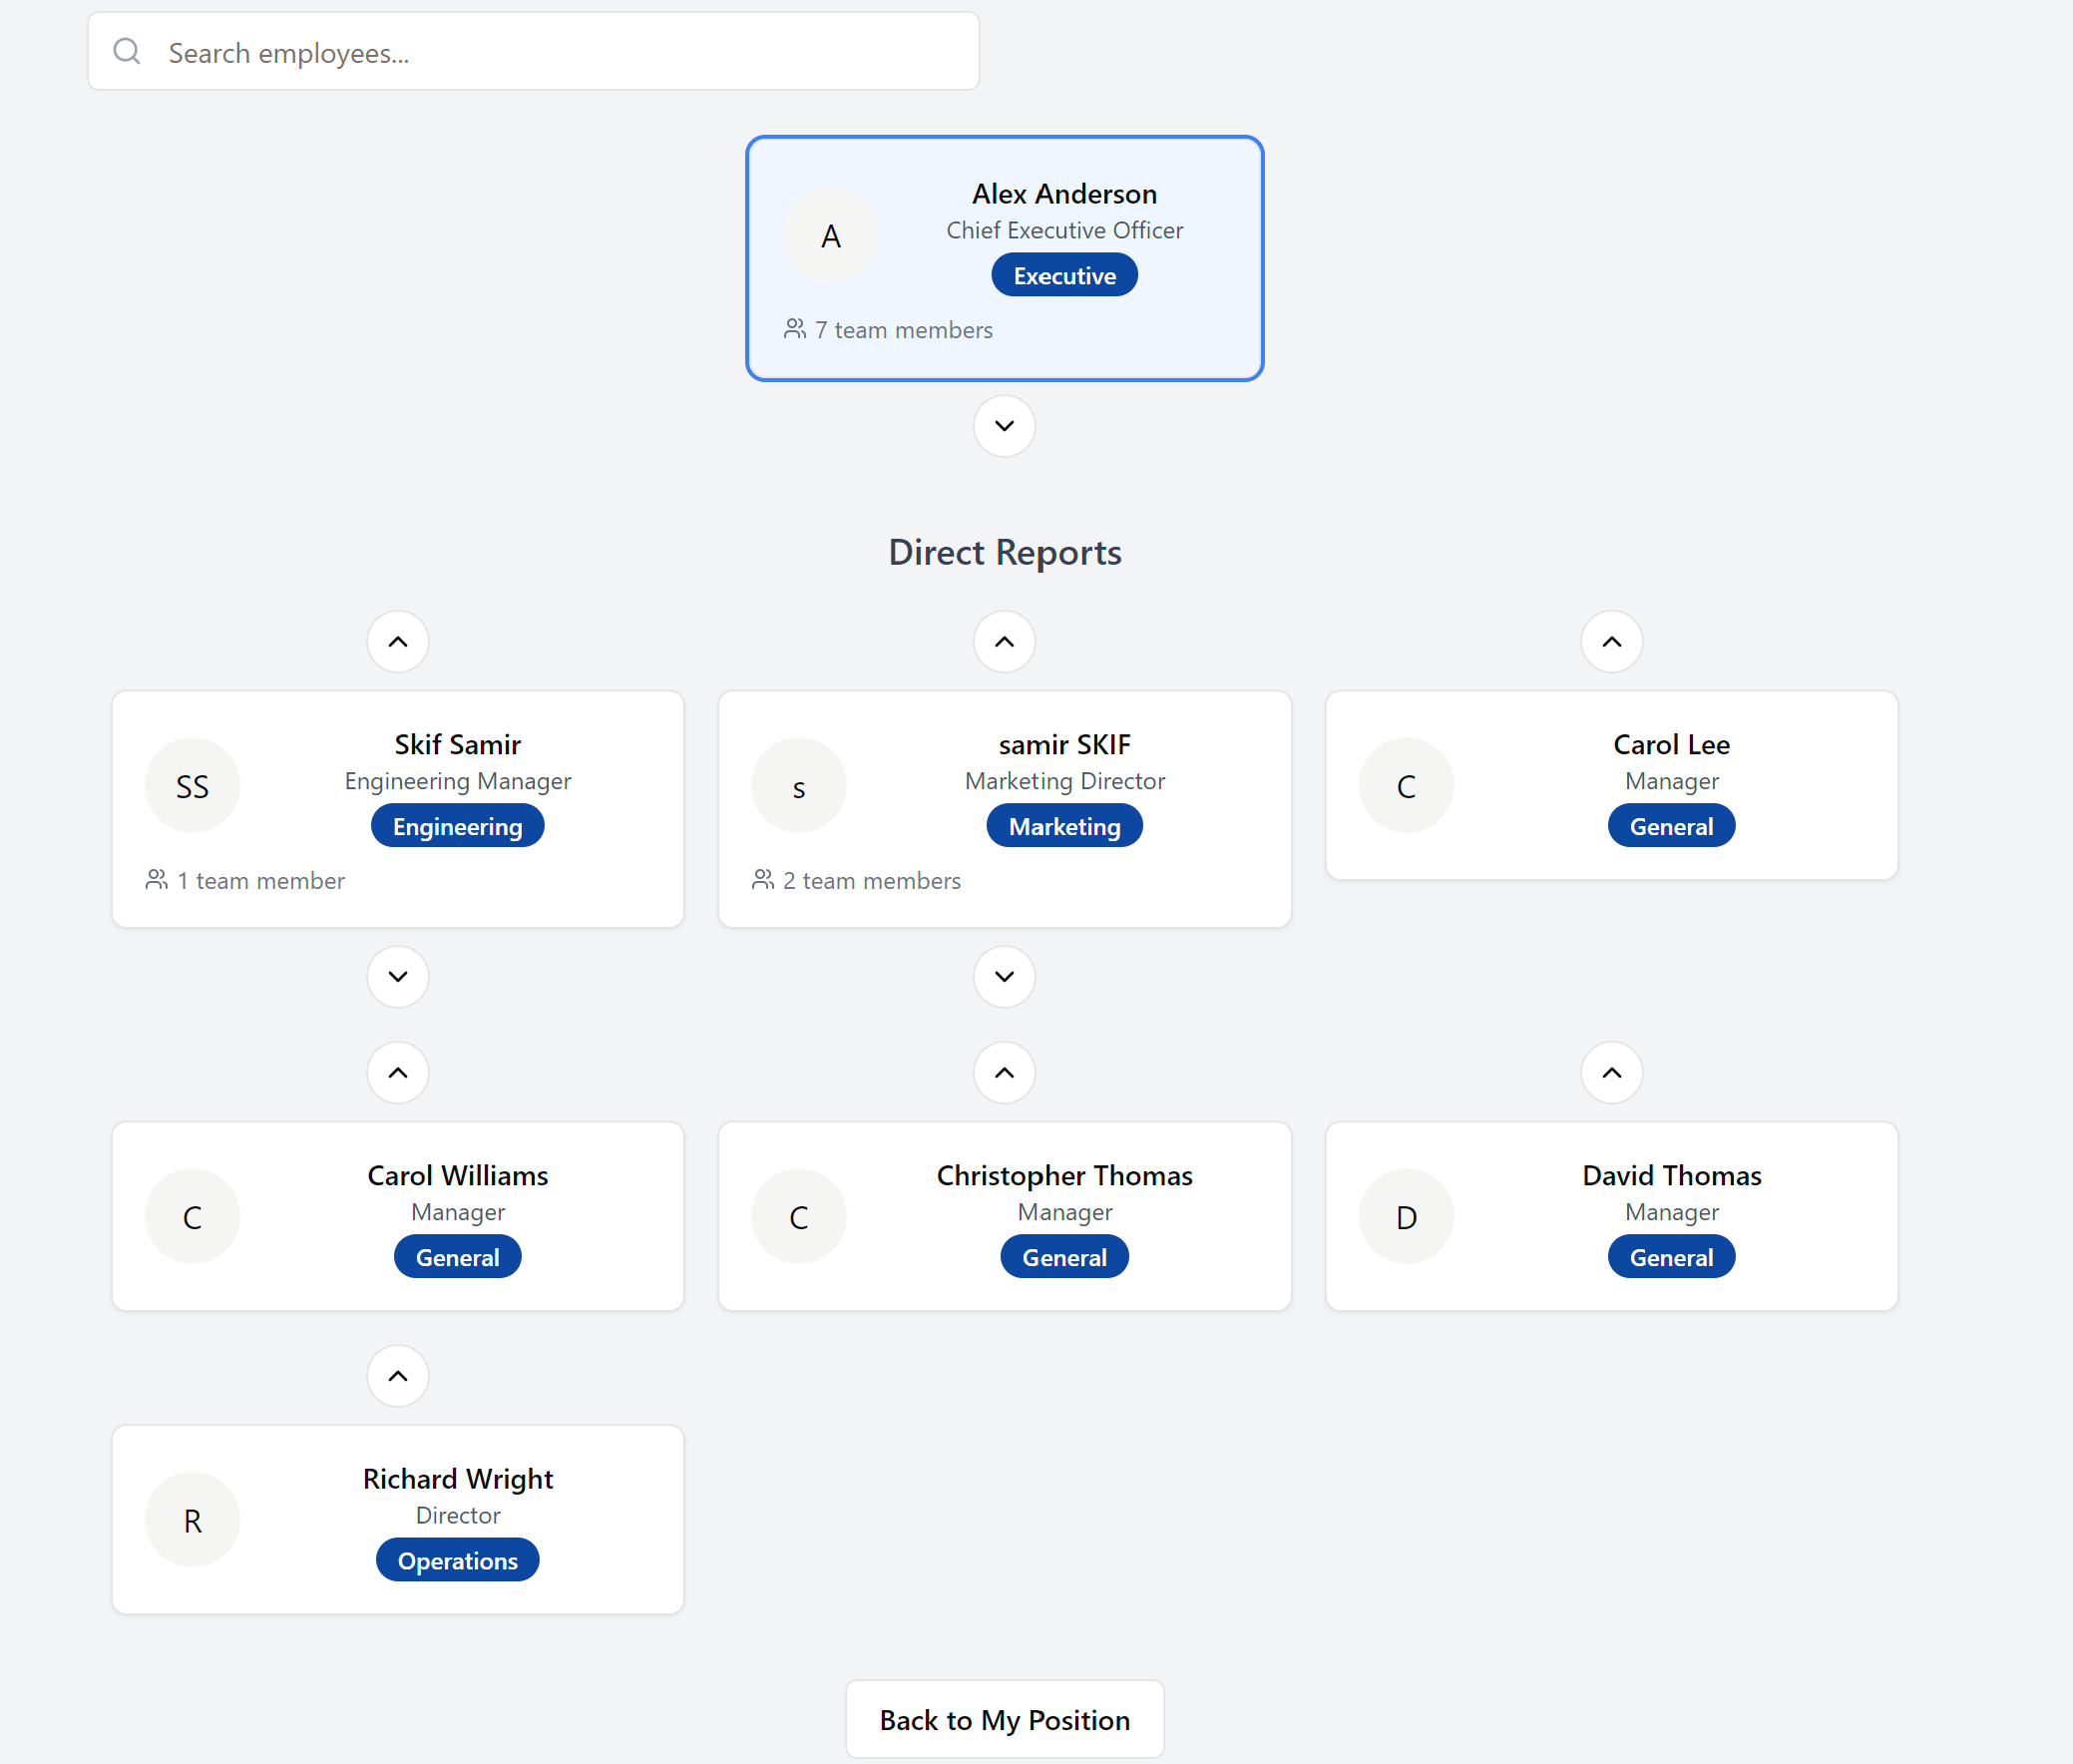 Search employees...
A
Alex Anderson
Chief Executive Officer
Executive
7 team members
Direct Reports
SS
Skif Samir
Engineering Manager
Engineering
1 team member
s
samir SKIF
Marketing Director
Marketing
2 team members
C
Carol Lee
Manager
General
C
Carol Williams
Manager
General
C
Christopher Thomas
Manager
General
D
David Thomas
Manager
General
R
Richard Wright
Director
Operations
Back to My Position